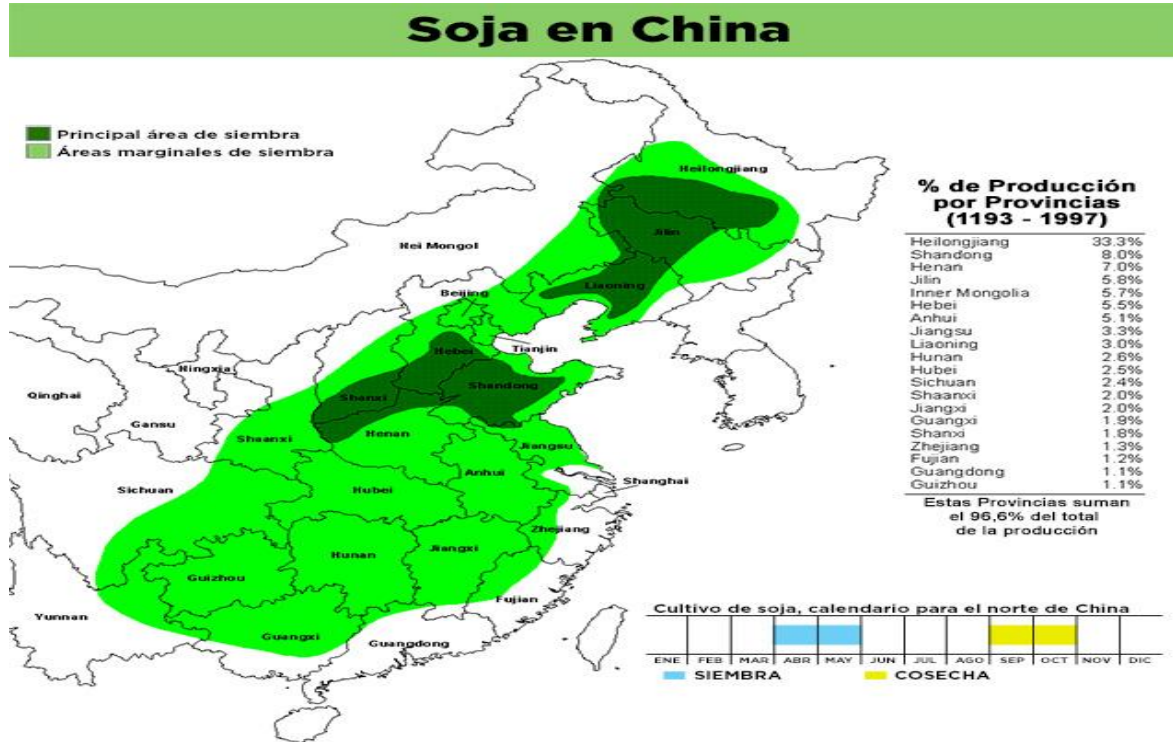 Soja en China
Principal área de siembra
Áreas marginales de siembra
Heilongjiang
Jilin
Nei Mongol
Liaoning
Beijing
Tianjin
Hebei
Ningxia
Shandong
Qinghai
Shanxi
Gansu
Henan
Shaanxi
Jiangsu
Anhui
Sichuan
Hubei
Shanghai
Zhejiang
Hunan
Jiangxi
Guizhou
Fujian
Yunnan
Guangxi
Guangdong
% de Producción
por Provincias
(1193 - 1997)
Heilongjiang 33.3%
Shandong 8.0%
Henan 7.0%
Jilin 5.8%
Inner Mongolia 5.7%
Hebei 5.5%
Anhui 5.1%
Jiangsu 3.3%
Liaoning 3.0%
Hunan 2.6%
Hubei 2.5%
Sichuan 2.4%
Shaanxi 2.0%
Jiangxi 2.0%
Guangxi 1.9%
Shanxi 1.8%
Zhejiang 1.3%
Fujian 1.2%
Guangdong 1.1%
Guizhou 1.1%
Estas Provincias suman
el 96,6% del total
de la producción
Cultivo de soja, calendario para el norte de China
ENE FEB MAR ABR MAY JUN JUL AGO SEP OCT NOV DIC
SIEMBRA COSECHA